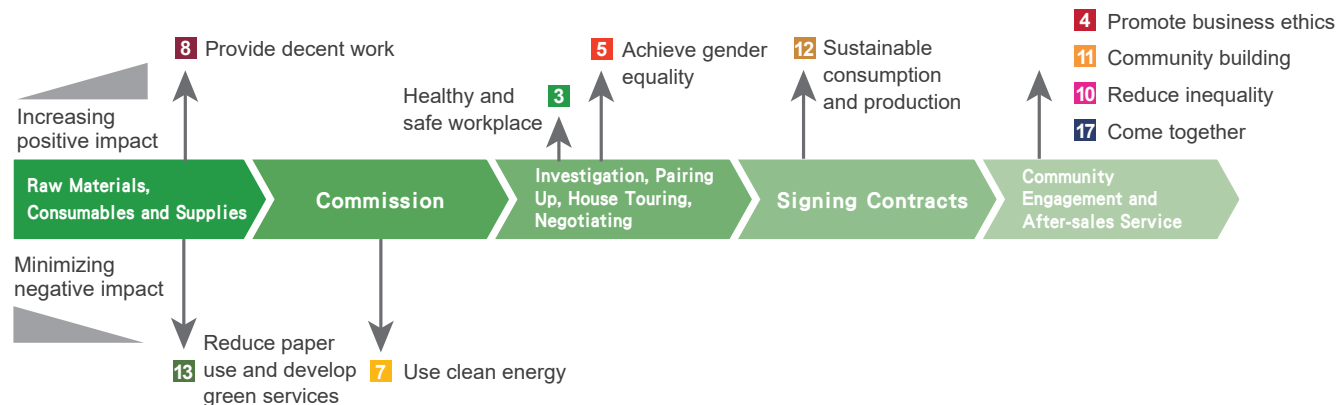 8 Provide decent work
Increasing
positive impact
Healthy and
safe workplace
3
5 Achieve gender
equality
12 Sustainable
consumption
and production
4 Promote business ethics
11 Community building
10 Reduce inequality
17 Come together
Raw Materials,
Consumables and Supplies
Commission
Investigation, Pairing
Up, House Touring,
Negotiating
Signing Contracts
Community
Engagement and
After-sales Service
Minimizing
negative impact
13 Reduce paper
use and develop
green services
7 Use clean energy